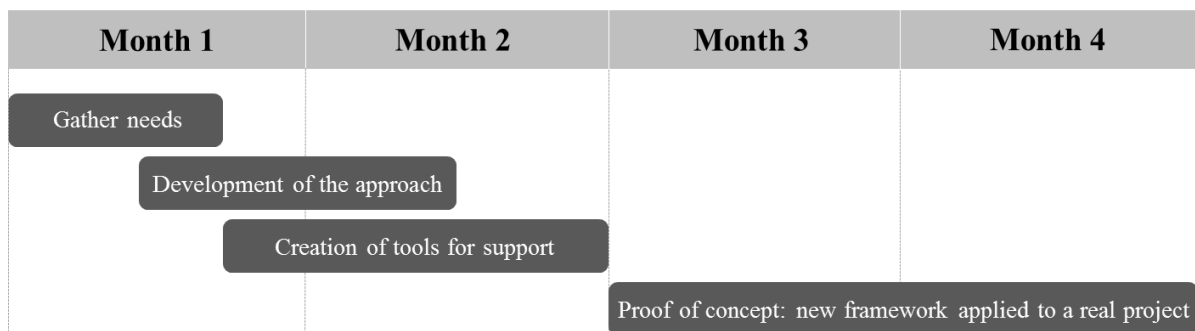 Month 1 Month 2 Month 3 Month 4
Gather needs
Development of the approach
Creation of tools for support
Proof of concept: new framework applied to a real project